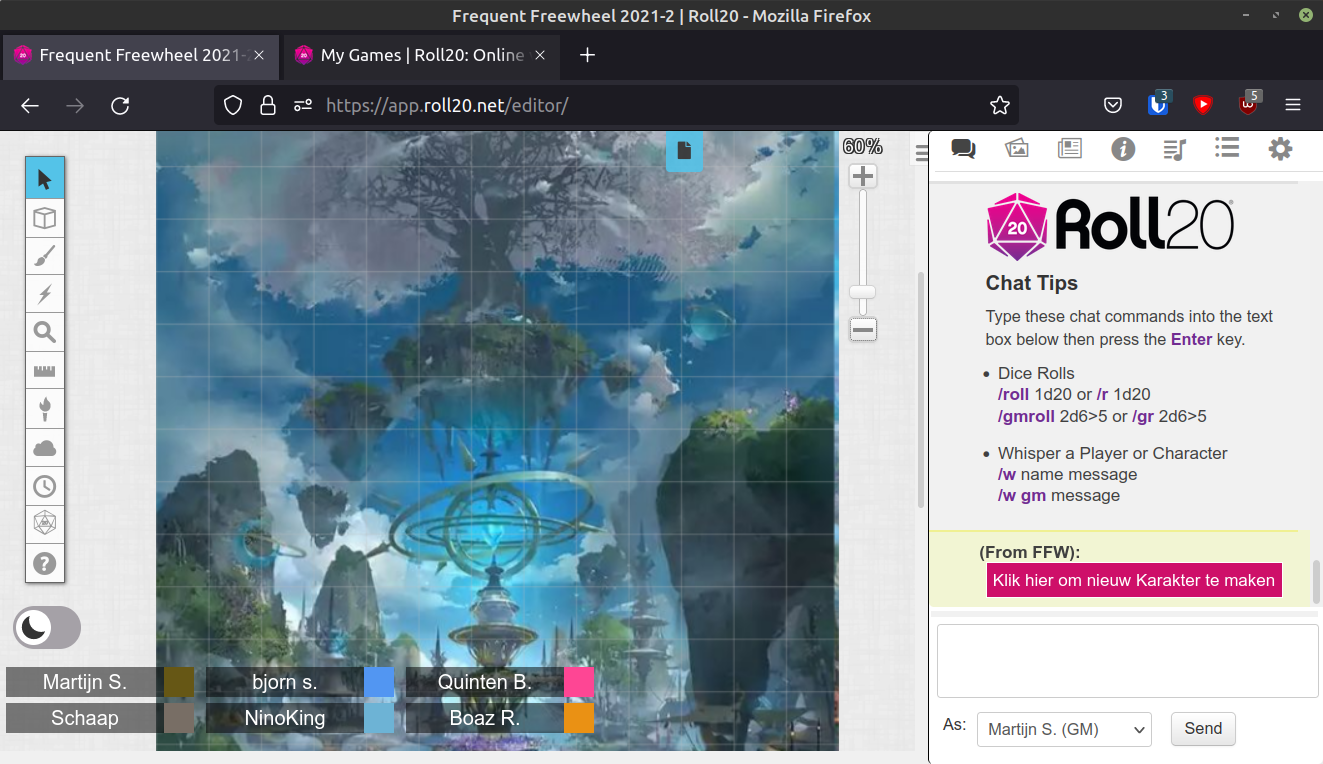 Frequent Freewheel 2021-2 | Roll20 - Mozilla Firefox
Frequent Freewheel 2021-
My Games | Roll20: Online
https://app.roll20.net/editor/
3
5
60%
20
Roll20
Chat Tips
Type these chat commands into the text
box below then press the Enter key.
Dice Rolls
/roll 1d20 or /r 1d20
/gmroll 2d6>5 or /gr 2d6>5
Whisper a Player or Character
/w name message
/w gm message
(From FFW):
Klik hier om nieuw Karakter te maken
Martijn S.
bjorn s.
Quinten B.
Schaap
NinoKing
Boaz R.
As:
Martijn S. (GM)
Send